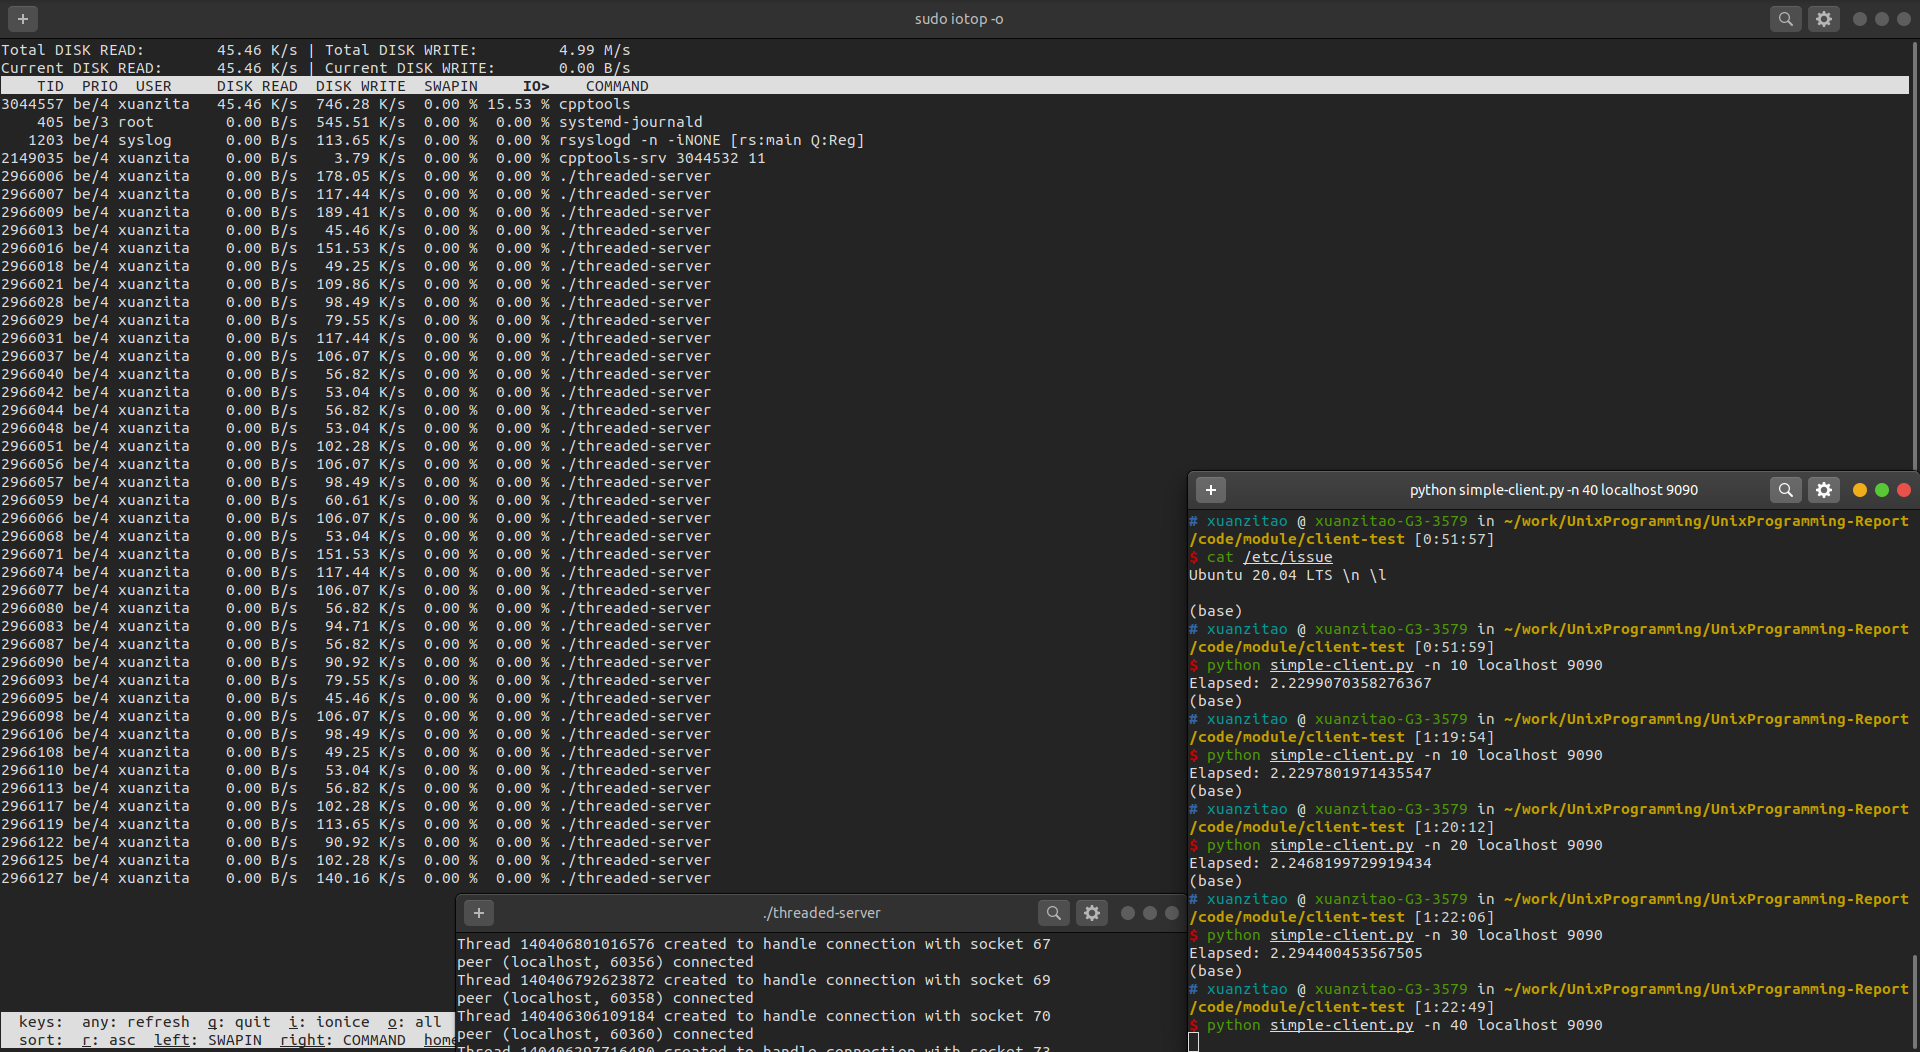 sudo iotop -o
Total DISK READ:        45.46 K/s | Total DISK WRITE:         4.99 M/s
Current DISK READ:      45.46 K/s | Current DISK WRITE:       0.00 B/s
    TID  PRIO  USER     DISK READ  DISK WRITE  SWAPIN     IO>    COMMAND
3044557 be/4 xuanzita   45.46 K/s  746.28 K/s  0.00 % 15.53 % cpptools
    405 be/3 root        0.00 B/s  545.51 K/s  0.00 %  0.00 % systemd-journald
   1203 be/4 syslog      0.00 B/s  113.65 K/s  0.00 %  0.00 % rsyslogd -n -iNONE [rs:main Q:Reg]
2149035 be/4 xuanzita    0.00 B/s    3.79 K/s  0.00 %  0.00 % cpptools-srv 3044532 11
2966006 be/4 xuanzita    0.00 B/s  178.05 K/s  0.00 %  0.00 % ./threaded-server
2966007 be/4 xuanzita    0.00 B/s  117.44 K/s  0.00 %  0.00 % ./threaded-server
2966009 be/4 xuanzita    0.00 B/s  189.41 K/s  0.00 %  0.00 % ./threaded-server
2966013 be/4 xuanzita    0.00 B/s   45.46 K/s  0.00 %  0.00 % ./threaded-server
2966016 be/4 xuanzita    0.00 B/s  151.53 K/s  0.00 %  0.00 % ./threaded-server
2966018 be/4 xuanzita    0.00 B/s   49.25 K/s  0.00 %  0.00 % ./threaded-server
2966021 be/4 xuanzita    0.00 B/s  109.86 K/s  0.00 %  0.00 % ./threaded-server
2966028 be/4 xuanzita    0.00 B/s   98.49 K/s  0.00 %  0.00 % ./threaded-server
2966029 be/4 xuanzita    0.00 B/s   79.55 K/s  0.00 %  0.00 % ./threaded-server
2966031 be/4 xuanzita    0.00 B/s  117.44 K/s  0.00 %  0.00 % ./threaded-server
2966037 be/4 xuanzita    0.00 B/s  106.07 K/s  0.00 %  0.00 % ./threaded-server
2966040 be/4 xuanzita    0.00 B/s   56.82 K/s  0.00 %  0.00 % ./threaded-server
2966042 be/4 xuanzita    0.00 B/s   53.04 K/s  0.00 %  0.00 % ./threaded-server
2966044 be/4 xuanzita    0.00 B/s   56.82 K/s  0.00 %  0.00 % ./threaded-server
2966048 be/4 xuanzita    0.00 B/s   53.04 K/s  0.00 %  0.00 % ./threaded-server
2966051 be/4 xuanzita    0.00 B/s  102.28 K/s  0.00 %  0.00 % ./threaded-server
2966056 be/4 xuanzita    0.00 B/s  106.07 K/s  0.00 %  0.00 % ./threaded-server
2966057 be/4 xuanzita    0.00 B/s   98.49 K/s  0.00 %  0.00 % ./threaded-server
2966059 be/4 xuanzita    0.00 B/s   60.61 K/s  0.00 %  0.00 % ./threaded-server
2966066 be/4 xuanzita    0.00 B/s  106.07 K/s  0.00 %  0.00 % ./threaded-server
2966068 be/4 xuanzita    0.00 B/s   53.04 K/s  0.00 %  0.00 % ./threaded-server
2966071 be/4 xuanzita    0.00 B/s  151.53 K/s  0.00 %  0.00 % ./threaded-server
2966074 be/4 xuanzita    0.00 B/s  117.44 K/s  0.00 %  0.00 % ./threaded-server
2966077 be/4 xuanzita    0.00 B/s  106.07 K/s  0.00 %  0.00 % ./threaded-server
2966080 be/4 xuanzita    0.00 B/s   56.82 K/s  0.00 %  0.00 % ./threaded-server
2966083 be/4 xuanzita    0.00 B/s   94.71 K/s  0.00 %  0.00 % ./threaded-server
2966087 be/4 xuanzita    0.00 B/s   56.82 K/s  0.00 %  0.00 % ./threaded-server
2966090 be/4 xuanzita    0.00 B/s   90.92 K/s  0.00 %  0.00 % ./threaded-server
2966093 be/4 xuanzita    0.00 B/s   79.55 K/s  0.00 %  0.00 % ./threaded-server
2966095 be/4 xuanzita    0.00 B/s   45.46 K/s  0.00 %  0.00 % ./threaded-server
2966098 be/4 xuanzita    0.00 B/s  106.07 K/s  0.00 %  0.00 % ./threaded-server
2966106 be/4 xuanzita    0.00 B/s   98.49 K/s  0.00 %  0.00 % ./threaded-server
2966108 be/4 xuanzita    0.00 B/s   49.25 K/s  0.00 %  0.00 % ./threaded-server
2966110 be/4 xuanzita    0.00 B/s   53.04 K/s  0.00 %  0.00 % ./threaded-server
2966113 be/4 xuanzita    0.00 B/s   56.82 K/s  0.00 %  0.00 % ./threaded-server
2966117 be/4 xuanzita    0.00 B/s  102.28 K/s  0.00 %  0.00 % ./threaded-server
2966119 be/4 xuanzita    0.00 B/s  113.65 K/s  0.00 %  0.00 % ./threaded-server
2966122 be/4 xuanzita    0.00 B/s   90.92 K/s  0.00 %  0.00 % ./threaded-server
2966125 be/4 xuanzita    0.00 B/s  102.28 K/s  0.00 %  0.00 % ./threaded-server
2966127 be/4 xuanzita    0.00 B/s  140.16 K/s  0.00 %  0.00 % ./threaded-server
  keys:  any: refresh  q: quit  i: ionice  o: all
  sort:  r: asc  left: SWAPIN  right: COMMAND  home
./threaded-server
Thread 140406801016576 created to handle connection with socket 67
peer (localhost, 60356) connected
Thread 140406792623872 created to handle connection with socket 69
peer (localhost, 60358) connected
Thread 140406306109184 created to handle connection with socket 70
peer (localhost, 60360) connected
Thread 140406297716480 created to handle connection with socket 73
python simple-client.py -n 40 localhost 9090
# xuanzitao @ xuanzitao-G3-3579 in ~/work/UnixProgramming/UnixProgramming-Report
/code/module/client-test [0:51:57]
$ cat /etc/issue
Ubuntu 20.04 LTS \n \l
(base)
# xuanzitao @ xuanzitao-G3-3579 in ~/work/UnixProgramming/UnixProgramming-Report
/code/module/client-test [0:51:59]
$ python simple-client.py -n 10 localhost 9090
Elapsed: 2.2299070358276367
(base)
# xuanzitao @ xuanzitao-G3-3579 in ~/work/UnixProgramming/UnixProgramming-Report
/code/module/client-test [1:19:54]
$ python simple-client.py -n 10 localhost 9090
Elapsed: 2.2297801971435547
(base)
# xuanzitao @ xuanzitao-G3-3579 in ~/work/UnixProgramming/UnixProgramming-Report
/code/module/client-test [1:20:12]
$ python simple-client.py -n 20 localhost 9090
Elapsed: 2.2468199729919434
(base)
# xuanzitao @ xuanzitao-G3-3579 in ~/work/UnixProgramming/UnixProgramming-Report
/code/module/client-test [1:22:06]
$ python simple-client.py -n 30 localhost 9090
Elapsed: 2.294400453567505
(base)
# xuanzitao @ xuanzitao-G3-3579 in ~/work/UnixProgramming/UnixProgramming-Report
/code/module/client-test [1:22:49]
$ python simple-client.py -n 40 localhost 9090